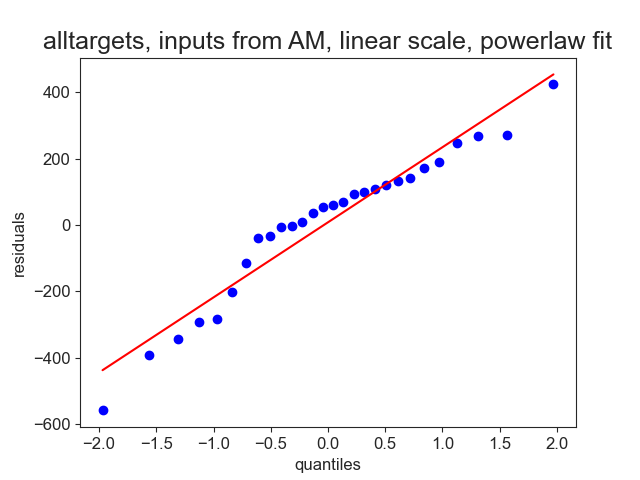 alltargets, inputs from AM, linear scale, powerlaw fit
400
200
0
−200
−400
−600
residuals
−2.0 −1.5 −1.0 −0.5 0.0 0.5 1.0 1.5 2.0
quantiles